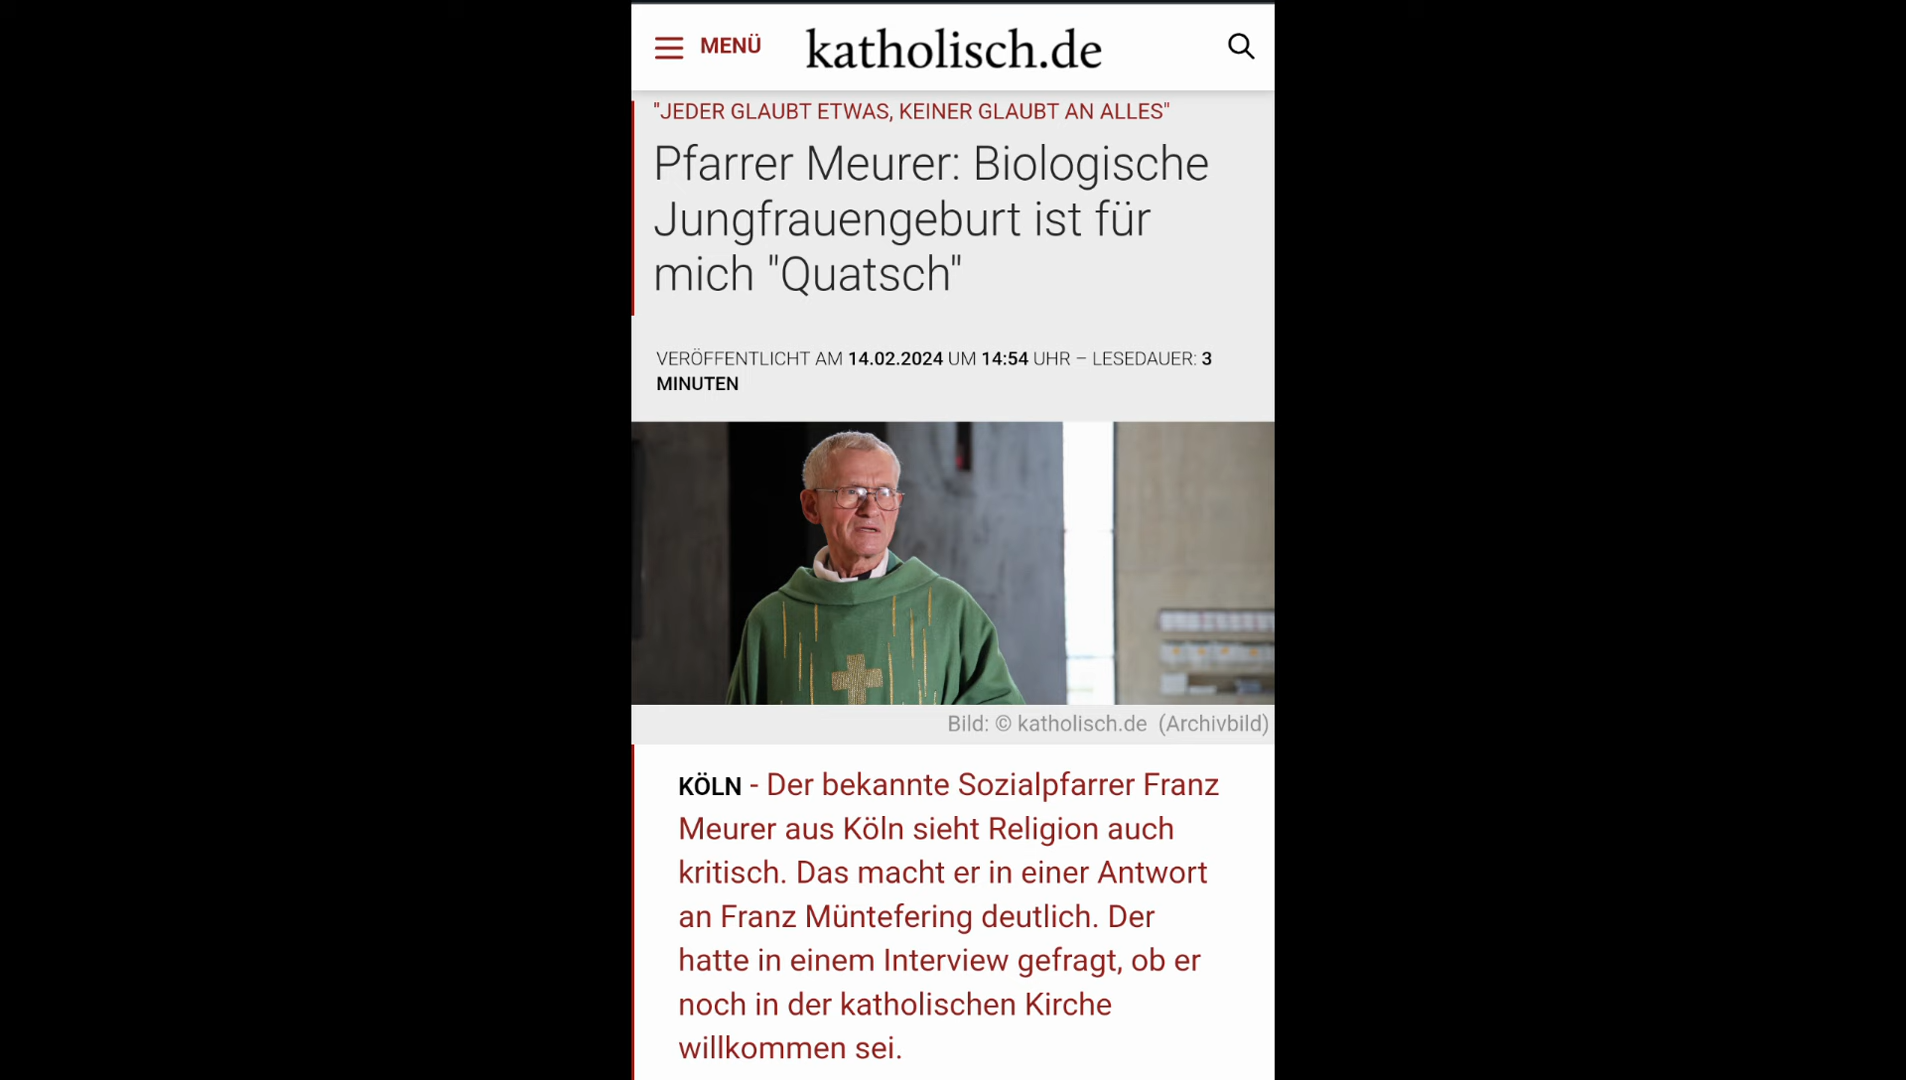 MENÜ katholisch.de
"JEDER GLAUBT ETWAS, KEINER GLAUBT AN ALLES"
Pfarrer Meurer: Biologische
Jungfrauengeburt ist für
mich "Quatsch"
VERÖFFENTLICHT AM 14.02.2024 UM 14:54 UHR – LESEDAUER: 3
MINUTEN
Bild: © katholisch.de (Archivbild)
KÖLN - Der bekannte Sozialpfarrer Franz
Meurer aus Köln sieht Religion auch
kritisch. Das macht er in einer Antwort
an Franz Müntefering deutlich. Der
hatte in einem Interview gefragt, ob er
noch in der katholischen Kirche
willkommen sei.